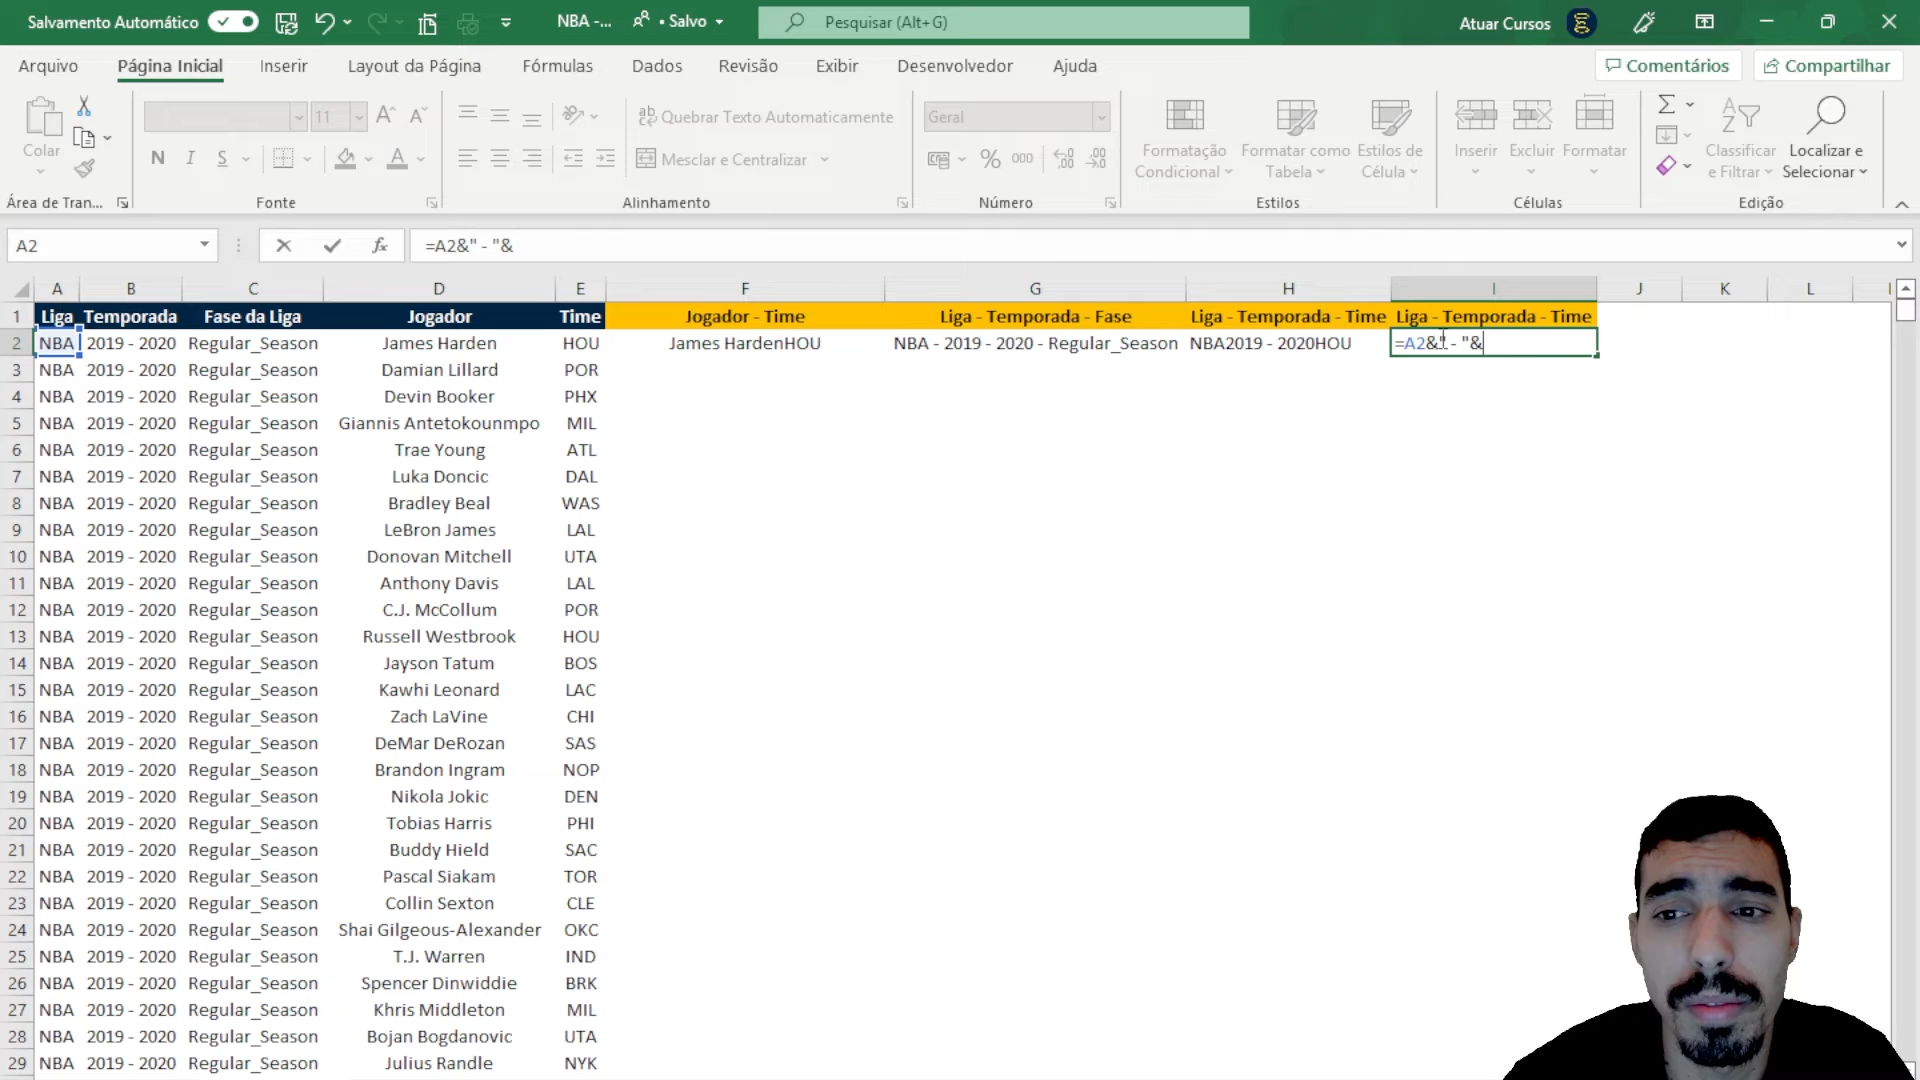 Salvamento Automático NBA -... • Salvo Pesquisar (Alt+G) Atuar Cursos
Arquivo Página Inicial Inserir Layout da Página Fórmulas Dados Revisão Exibir Desenvolvedor Ajuda Comentários Compartilhar
Colar
Área de Tran...
11
N I S
Fonte
Quebrar Texto Automaticamente
Mesclar e Centralizar
Alinhamento
Geral
% 000
Número
Formatação Condicional
Formatar como Tabela
Estilos de Célula
Estilos
Inserir Excluir Formatar
Células
Classificar e Filtrar
Localizar e Selecionar
Edição
A2 fx =A2&" - "&
A B C D E F G H I J K L
1 Liga Temporada Fase da Liga Jogador Time Jogador - Time Liga - Temporada - Fase Liga - Temporada - Time Liga - Temporada - Time
2 NBA 2019 - 2020 Regular_Season James Harden HOU James HardenHOU NBA - 2019 - 2020 - Regular_Season NBA2019 - 2020HOU =A2&" - "&
3 NBA 2019 - 2020 Regular_Season Damian Lillard POR
4 NBA 2019 - 2020 Regular_Season Devin Booker PHX
5 NBA 2019 - 2020 Regular_Season Giannis Antetokounmpo MIL
6 NBA 2019 - 2020 Regular_Season Trae Young ATL
7 NBA 2019 - 2020 Regular_Season Luka Doncic DAL
8 NBA 2019 - 2020 Regular_Season Bradley Beal WAS
9 NBA 2019 - 2020 Regular_Season LeBron James LAL
10 NBA 2019 - 2020 Regular_Season Donovan Mitchell UTA
11 NBA 2019 - 2020 Regular_Season Anthony Davis LAL
12 NBA 2019 - 2020 Regular_Season C.J. McCollum POR
13 NBA 2019 - 2020 Regular_Season Russell Westbrook HOU
14 NBA 2019 - 2020 Regular_Season Jayson Tatum BOS
15 NBA 2019 - 2020 Regular_Season Kawhi Leonard LAC
16 NBA 2019 - 2020 Regular_Season Zach LaVine CHI
17 NBA 2019 - 2020 Regular_Season DeMar DeRozan SAS
18 NBA 2019 - 2020 Regular_Season Brandon Ingram NOP
19 NBA 2019 - 2020 Regular_Season Nikola Jokic DEN
20 NBA 2019 - 2020 Regular_Season Tobias Harris PHI
21 NBA 2019 - 2020 Regular_Season Buddy Hield SAC
22 NBA 2019 - 2020 Regular_Season Pascal Siakam TOR
23 NBA 2019 - 2020 Regular_Season Collin Sexton CLE
24 NBA 2019 - 2020 Regular_Season Shai Gilgeous-Alexander OKC
25 NBA 2019 - 2020 Regular_Season T.J. Warren IND
26 NBA 2019 - 2020 Regular_Season Spencer Dinwiddie BRK
27 NBA 2019 - 2020 Regular_Season Khris Middleton MIL
28 NBA 2019 - 2020 Regular_Season Bojan Bogdanovic UTA
29 NBA 2019 - 2020 Regular_Season Julius Randle NYK